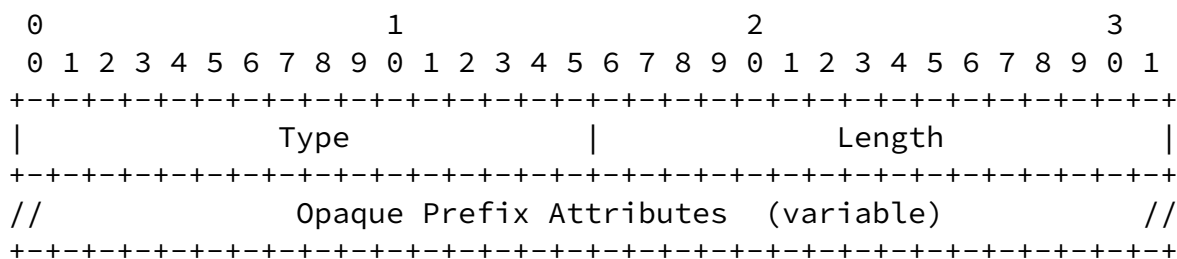 0                   1                   2                   3
 0 1 2 3 4 5 6 7 8 9 0 1 2 3 4 5 6 7 8 9 0 1 2 3 4 5 6 7 8 9 0 1
+-+-+-+-+-+-+-+-+-+-+-+-+-+-+-+-+-+-+-+-+-+-+-+-+-+-+-+-+-+-+-+-+
|              Type             |             Length            |
+-+-+-+-+-+-+-+-+-+-+-+-+-+-+-+-+-+-+-+-+-+-+-+-+-+-+-+-+-+-+-+-+
//              Opaque Prefix Attributes  (variable)           //
+-+-+-+-+-+-+-+-+-+-+-+-+-+-+-+-+-+-+-+-+-+-+-+-+-+-+-+-+-+-+-+-+